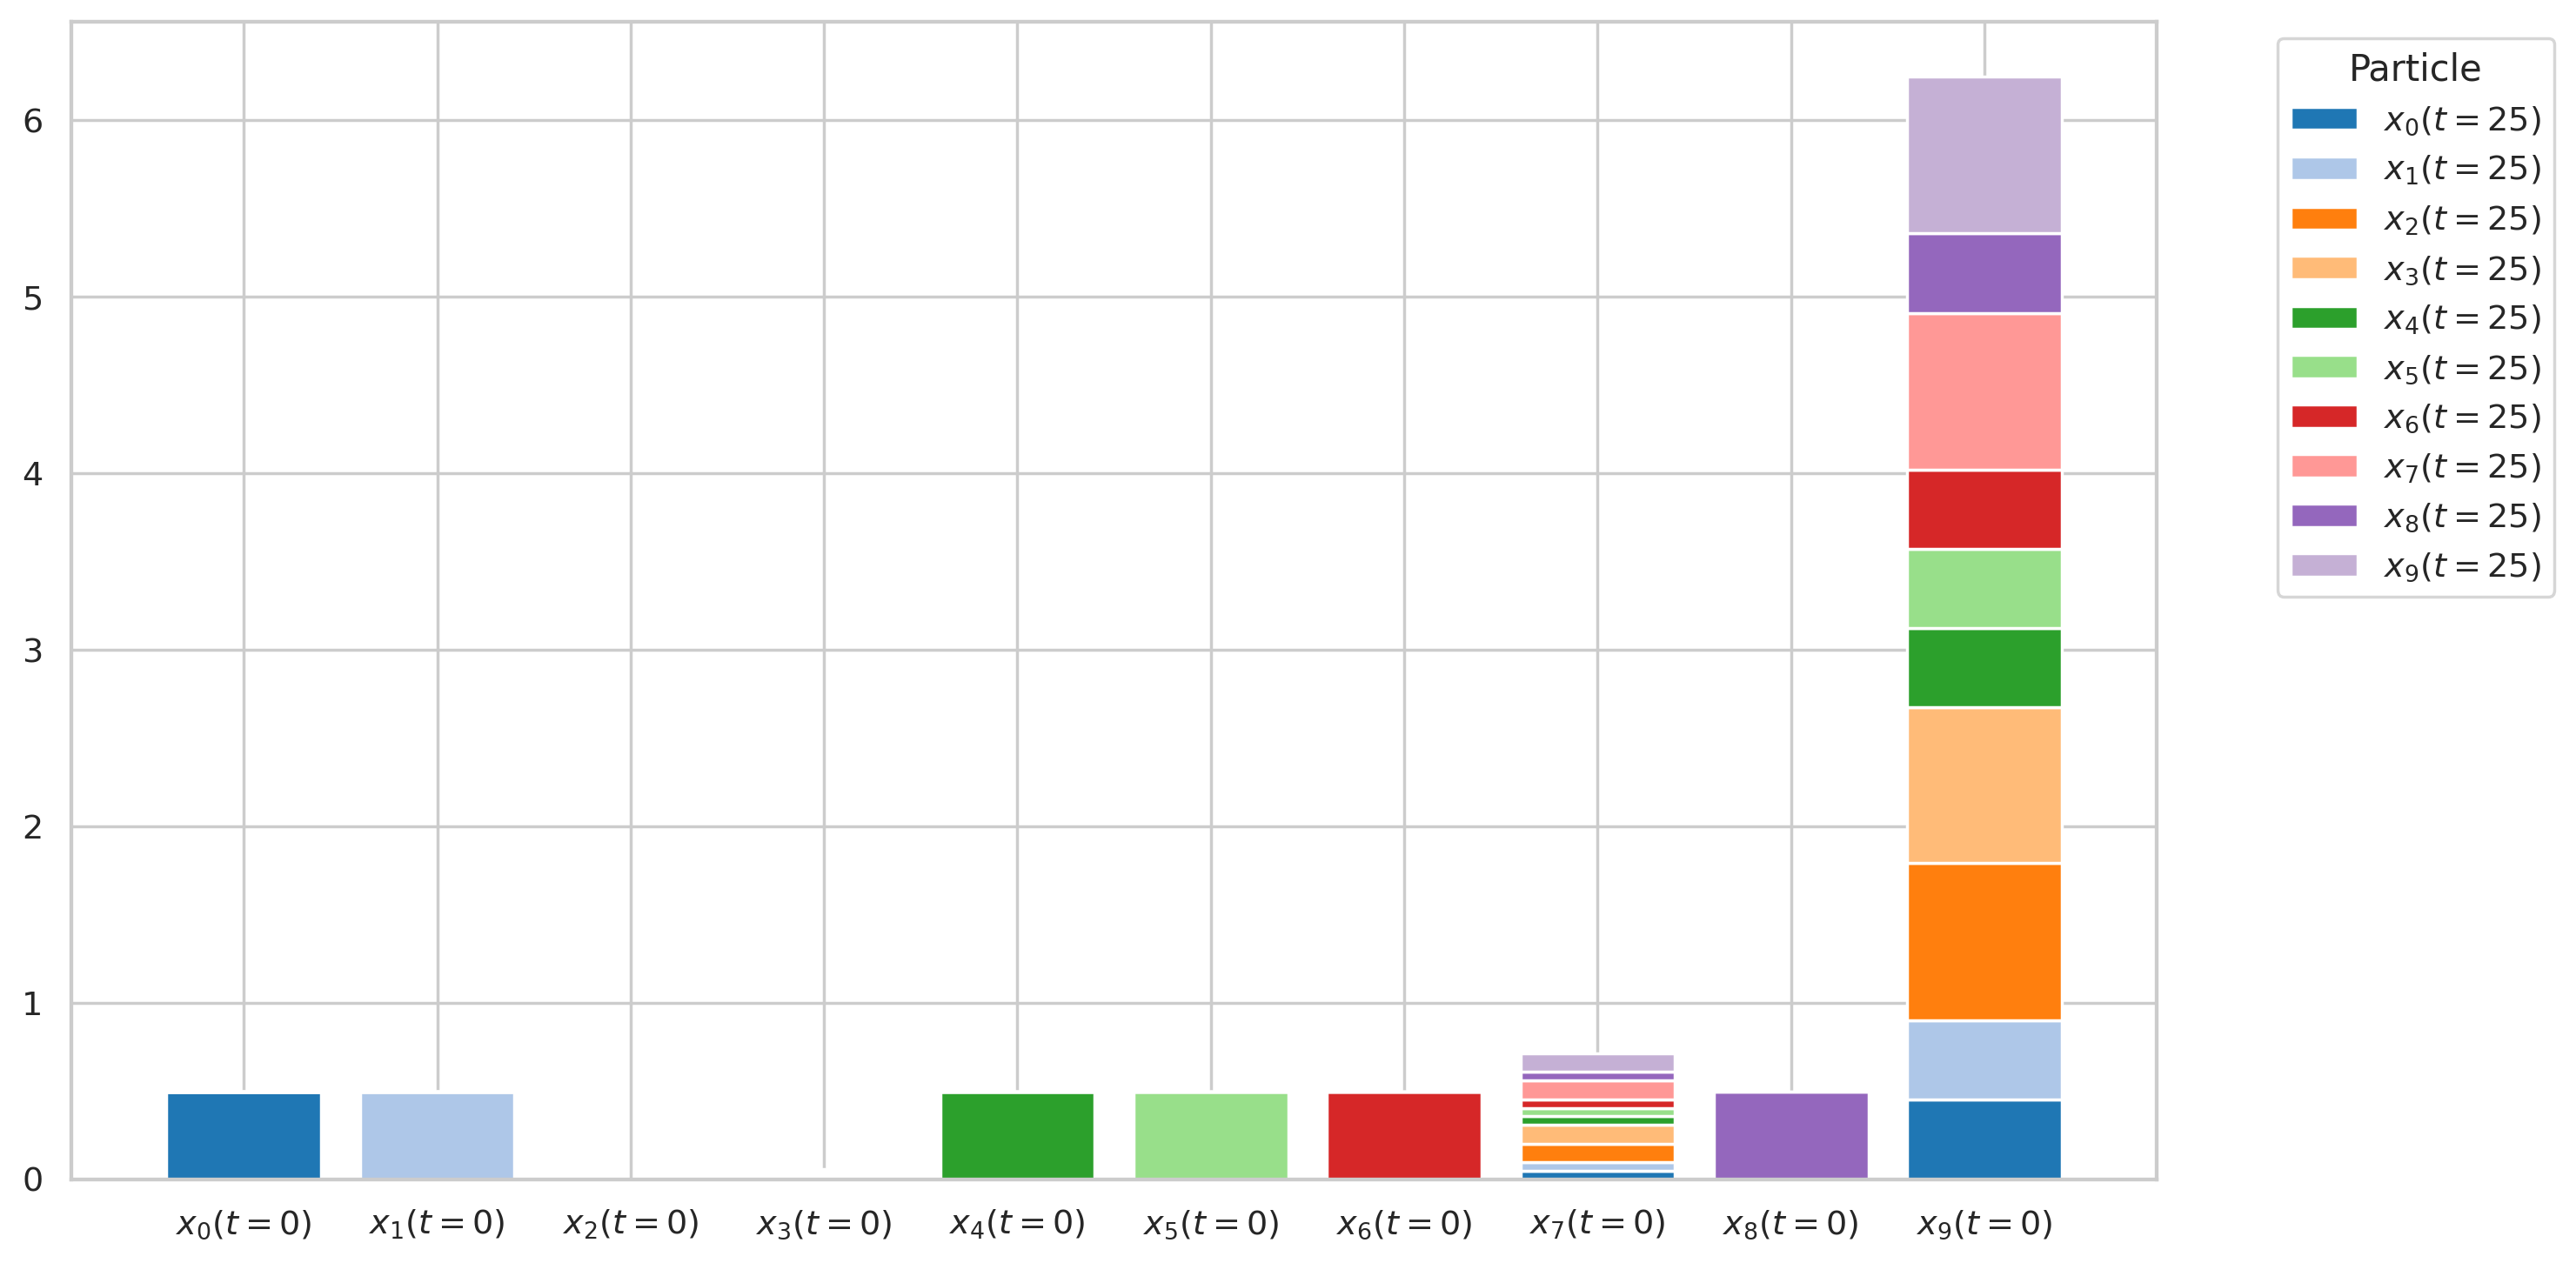 6
5
4
3
2
1
0
x₀(t = 0) x₁(t = 0) x₂(t = 0) x₃(t = 0) x₄(t = 0) x₅(t = 0) x₆(t = 0) x₇(t = 0) x₈(t = 0) x₉(t = 0)
Particle
x₀(t = 25)
x₁(t = 25)
x₂(t = 25)
x₃(t = 25)
x₄(t = 25)
x₅(t = 25)
x₆(t = 25)
x₇(t = 25)
x₈(t = 25)
x₉(t = 25)